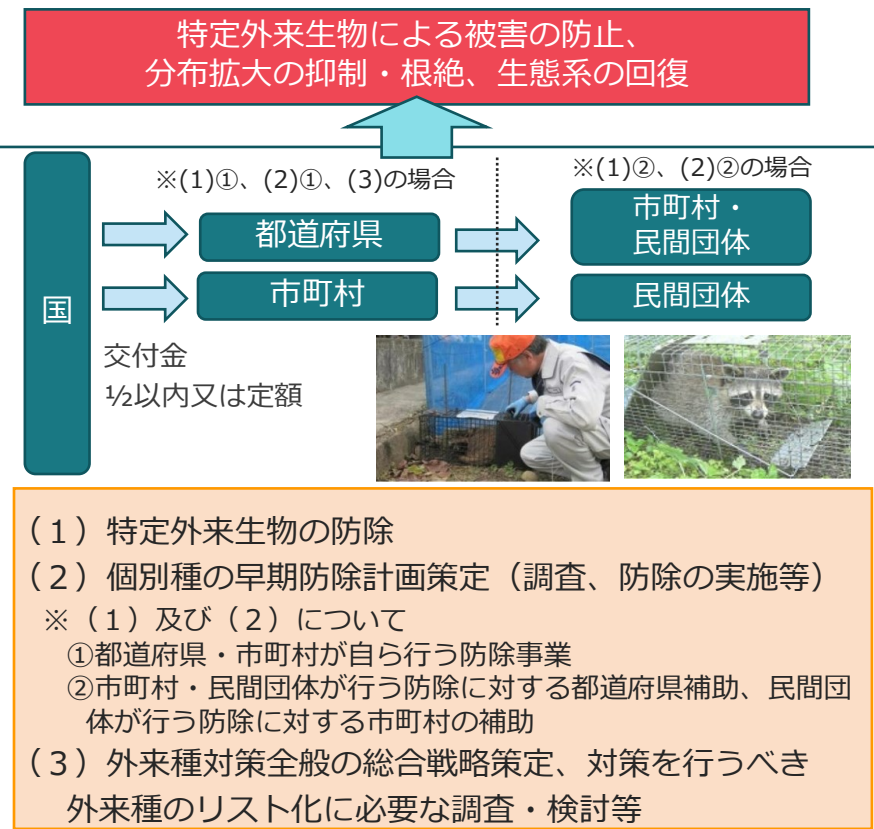 特定外来生物による被害の防止、
分布拡大の抑制・根絶、生態系の回復
※(1)①、(2)①、(3)の場合
※(1)②、(2)②の場合
国
都道府県
市町村・
民間団体
市町村
民間団体
交付金
½以内又は定額
（１）特定外来生物の防除
（２）個別種の早期防除計画策定（調査、防除の実施等）
※（１）及び（２）について
①都道府県・市町村が自ら行う防除事業
②市町村・民間団体が行う防除に対する都道府県補助、民間団
体が行う防除に対する市町村の補助
（３）外来種対策全般の総合戦略策定、対策を行うべき
外来種のリスト化に必要な調査・検討等